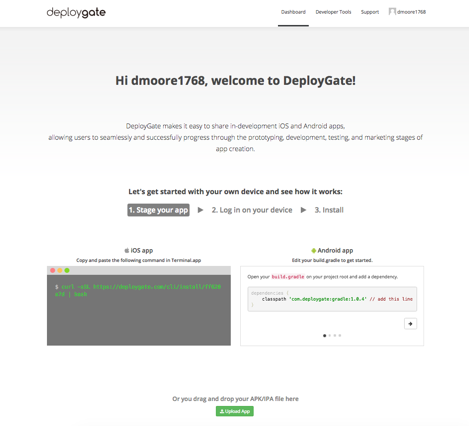 deploygate
Dashboard Developer Tools Support dmoore1768
Hi dmoore1768, welcome to DeployGate!
DeployGate makes it easy to share in-development iOS and Android apps,
allowing users to seamlessly and successfully progress through the prototyping, development, testing, and marketing stages of
app creation.
Let's get started with your own device and see how it works:
1. Stage your app ▶ 2. Log in on your device ▶ 3. Install
iOS app
Copy and paste the following command in Terminal.app
$ curl -sSL https://deploygate.com/cli/install/
| bash
Android app
Edit your build.gradle to get started.
Open your build.gradle on your project root and add a dependency.
dependencies {
classpath 'com.deploygate:gradle:1.0.4' // add this line
}
Or you drag and drop your APK/IPA file here
Upload App